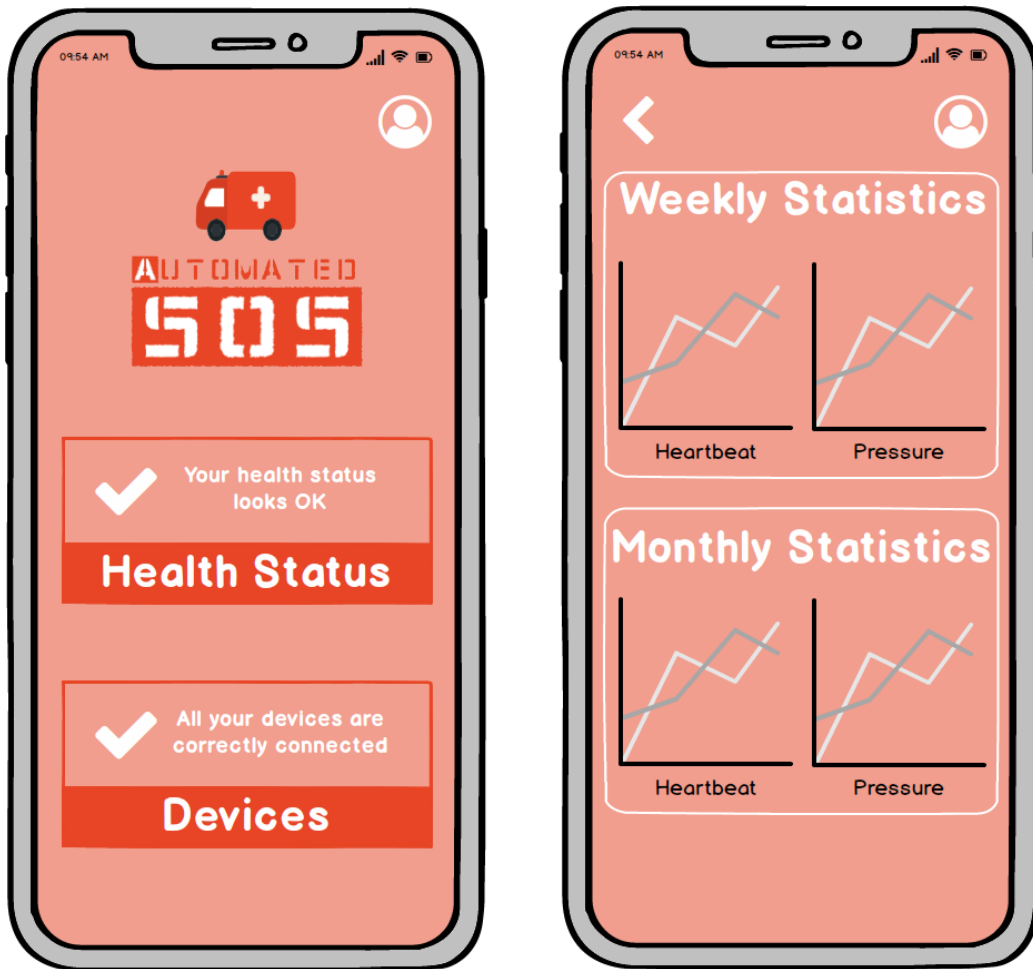 09:54 AM
AUTOMATED
SOS
Your health status
looks OK
Health Status
All your devices are
correctly connected
Devices
09:54 AM
Weekly Statistics
Heartbeat
Pressure
Monthly Statistics
Heartbeat
Pressure